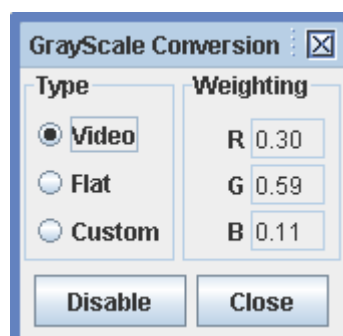 GrayScale Conversion
Type
Weighting
Video
R 0.30
Flat
G 0.59
Custom
B 0.11
Disable
Close